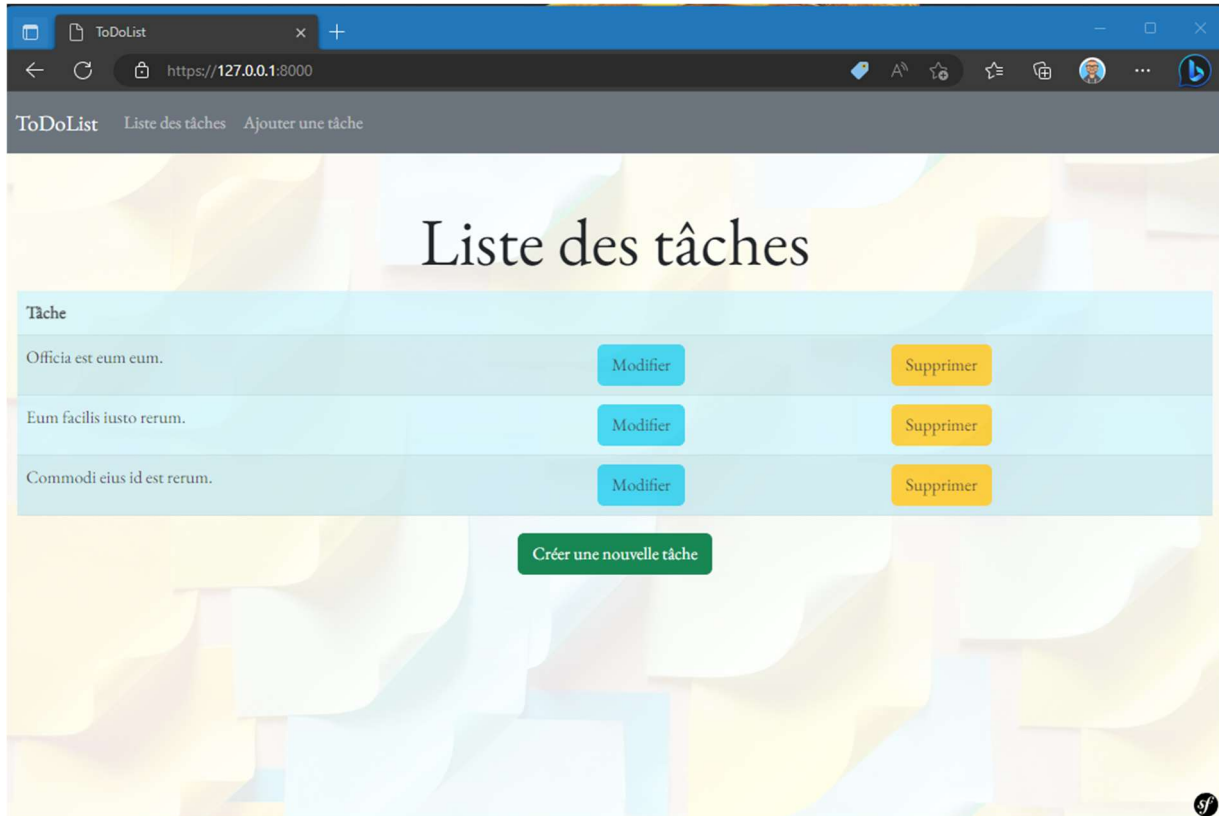 ToDoList
https://127.0.0.1:8000
ToDoList Liste des tâches Ajouter une tâche
Liste des tâches
Tâche
Officia est eum eum. Modifier Supprimer
Eum facilis iusto rerum. Modifier Supprimer
Commodi eius id est rerum. Modifier Supprimer
Créer une nouvelle tâche
sf